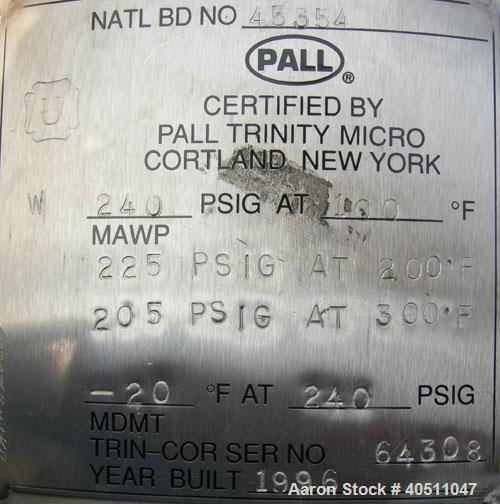 NATL BD NO 45354
PALL ®
U
CERTIFIED BY
PALL TRINITY MICRO
CORTLAND, NEW YORK
W 240 PSIG AT 100 °F
MAWP
225 PSIG AT 200°F
205 PSIG AT 300°F
-20 °F AT 240 PSIG
MDMT
TRIN-COR SER NO 64308
YEAR BUILT 1996
Aaron Stock # 40511047